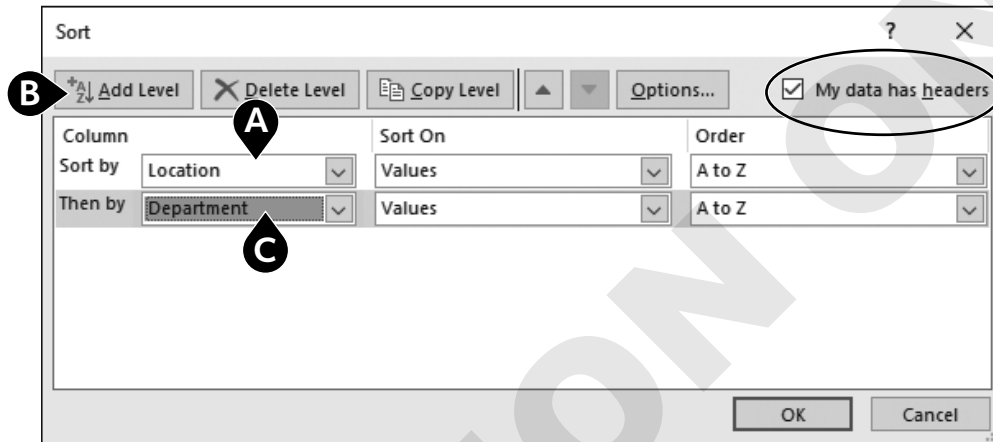 Sort ? X
B Add Level Delete Level Copy Level Options... My data has headers
A
Column Sort On Order
Sort by Location Values A to Z
Then by Department Values A to Z
C
OK Cancel